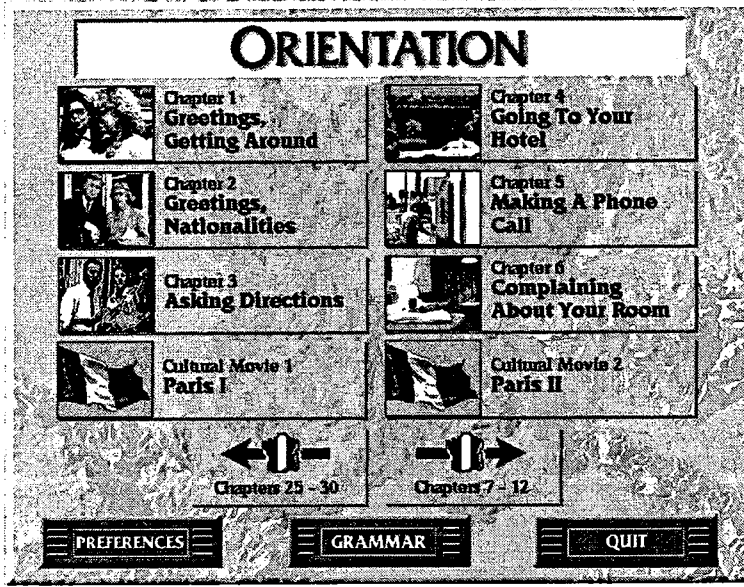 ORIENTATION
Chapter 1
Greetings,
Getting Around
Chapter 2
Greetings,
Nationalities
Chapter 3
Asking Directions
Cultural Movie 1
Paris I
Chapter 4
Going To Your
Hotel
Chapter 5
Making A Phone
Call
Chapter 6
Complaining
About Your Room
Cultural Movie 2
Paris II
Chapters 25 - 30
Chapters 7 - 12
PREFERENCES
GRAMMAR
QUIT